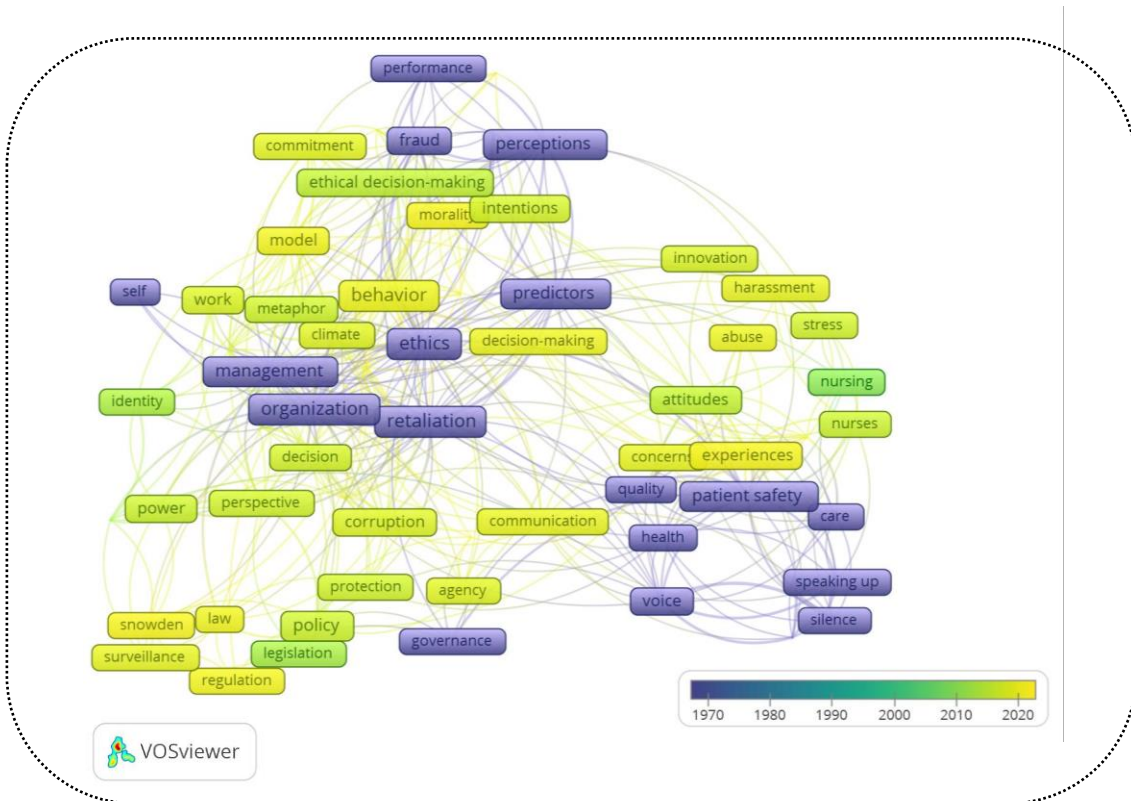 performance
fraud
perceptions
commitment
ethical decision-making
morality
intentions
model
innovation
self
work
metaphor
behavior
predictors
harassment
climate
ethics
decision-making
abuse
stress
management
nursing
identity
organization
retaliation
attitudes
nurses
decision
concerns
experiences
quality
patient safety
care
power
perspective
corruption
communication
health
protection
agency
voice
speaking up
silence
snowden
law
policy
governance
surveillance
legislation
regulation
1970 1980 1990 2000 2010 2020
VOSviewer